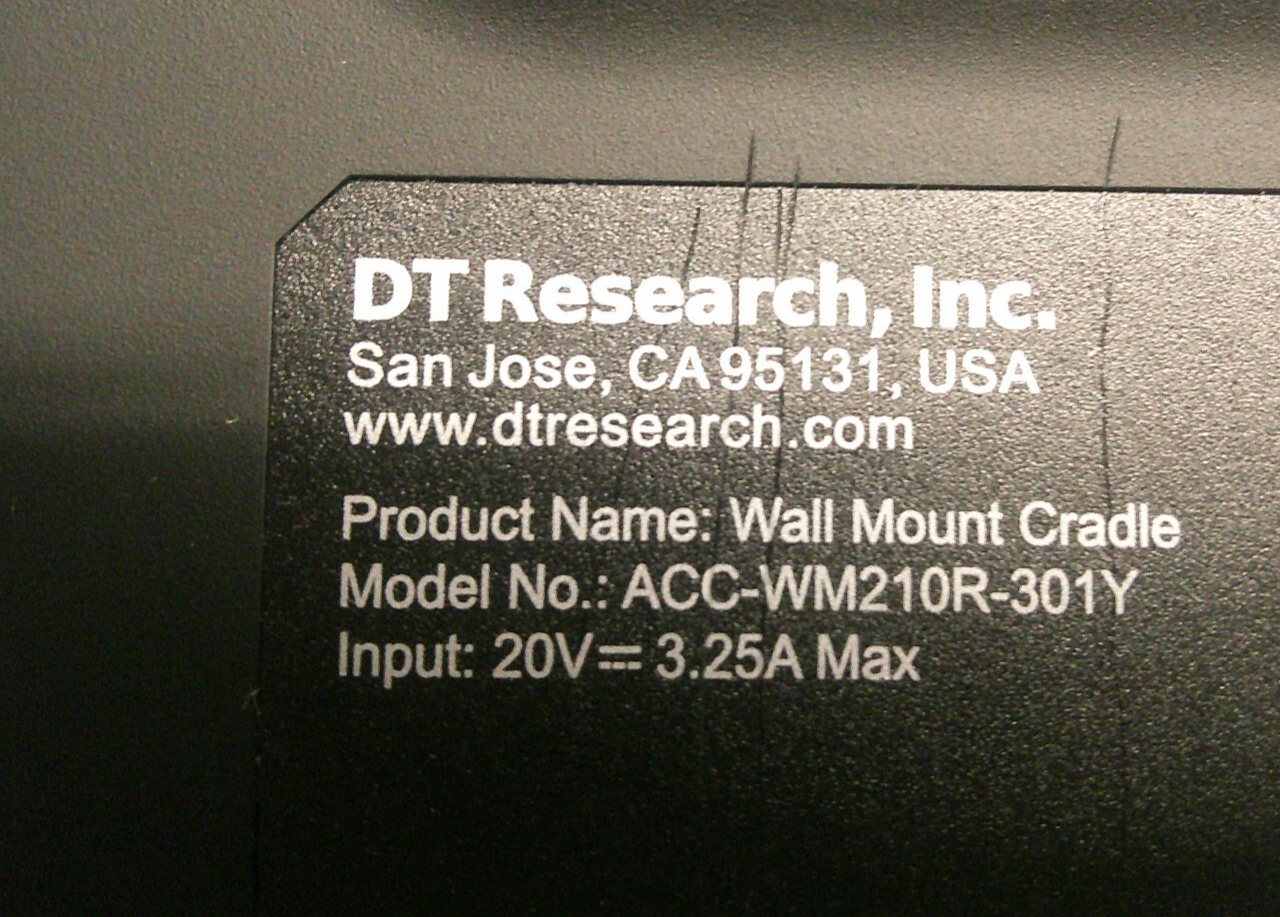 DT Research, Inc.
San Jose, CA 95131, USA
www.dtresearch.com
Product Name: Wall Mount Cradle
Model No.: ACC-WM210R-301Y
Input: 20V⎓ 3.25A Max